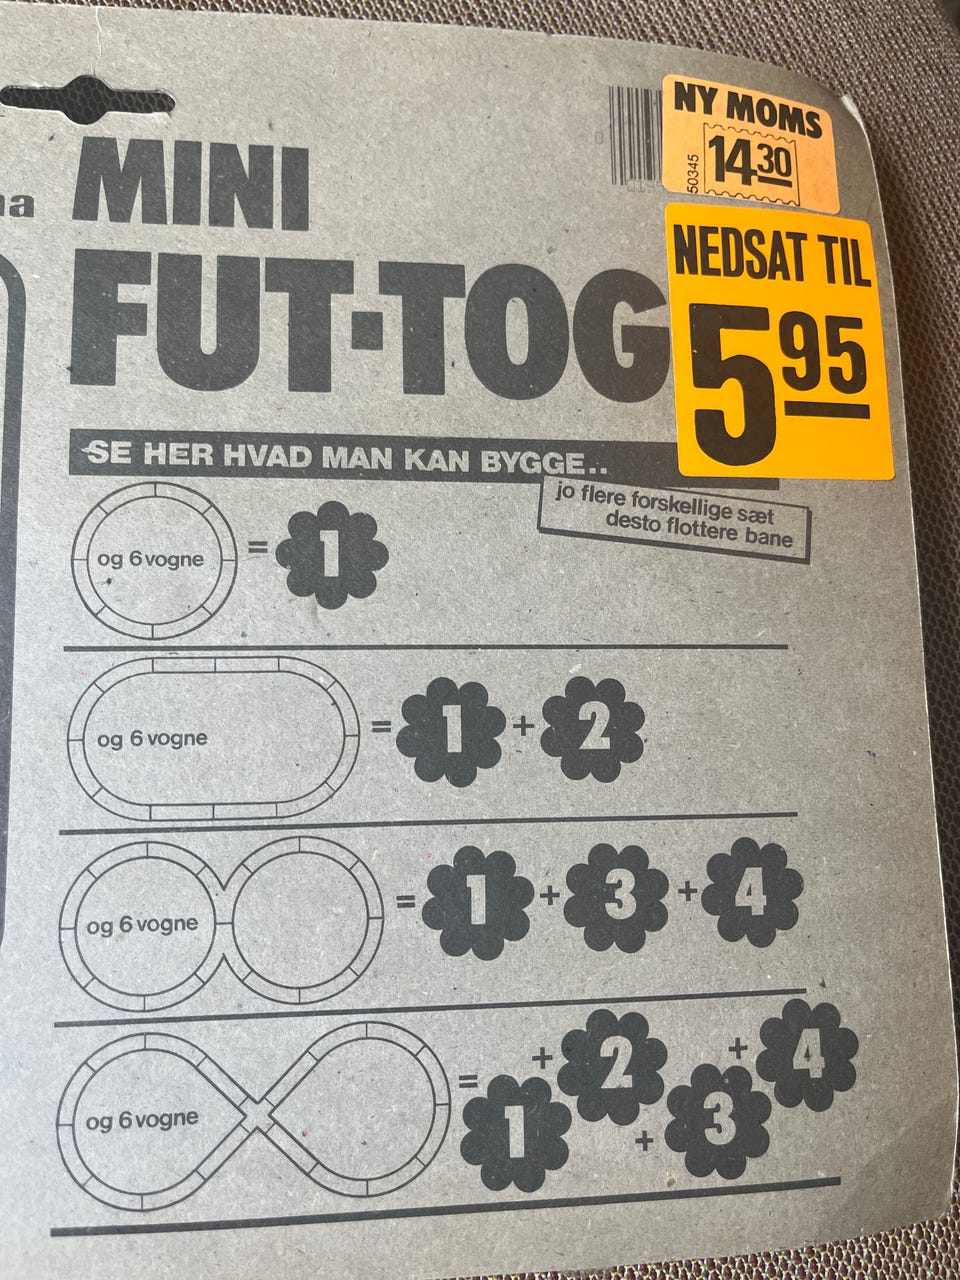 NY MOMS
50345
14.30
NEDSAT TIL
5 95
MINI
FUT-TOG
SE HER HVAD MAN KAN BYGGE..
jo flere forskellige sæt
desto flottere bane
og 6 vogne = 1
og 6 vogne = 1 + 2
og 6 vogne = 1 + 3 + 4
og 6 vogne = 1 + 2 + 3 + 4